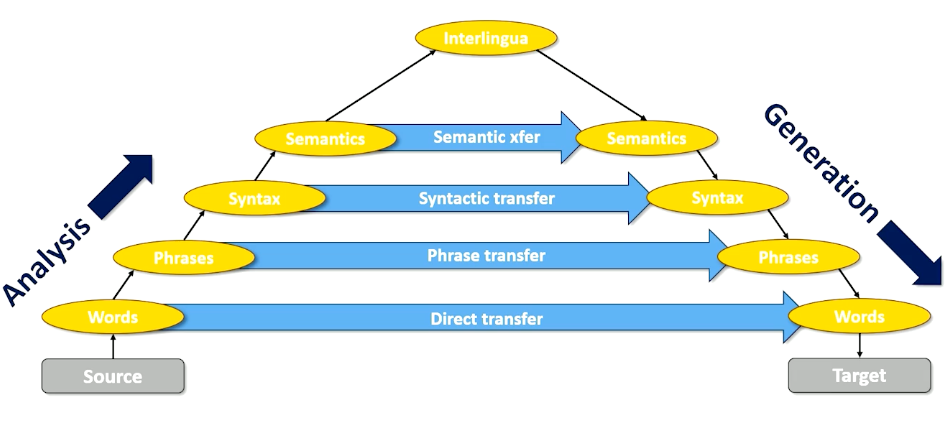 Interlingua
Semantics
Semantic xfer
Semantics
Syntax
Syntactic transfer
Syntax
Analysis
Generation
Phrases
Phrase transfer
Phrases
Words
Direct transfer
Words
Source
Target